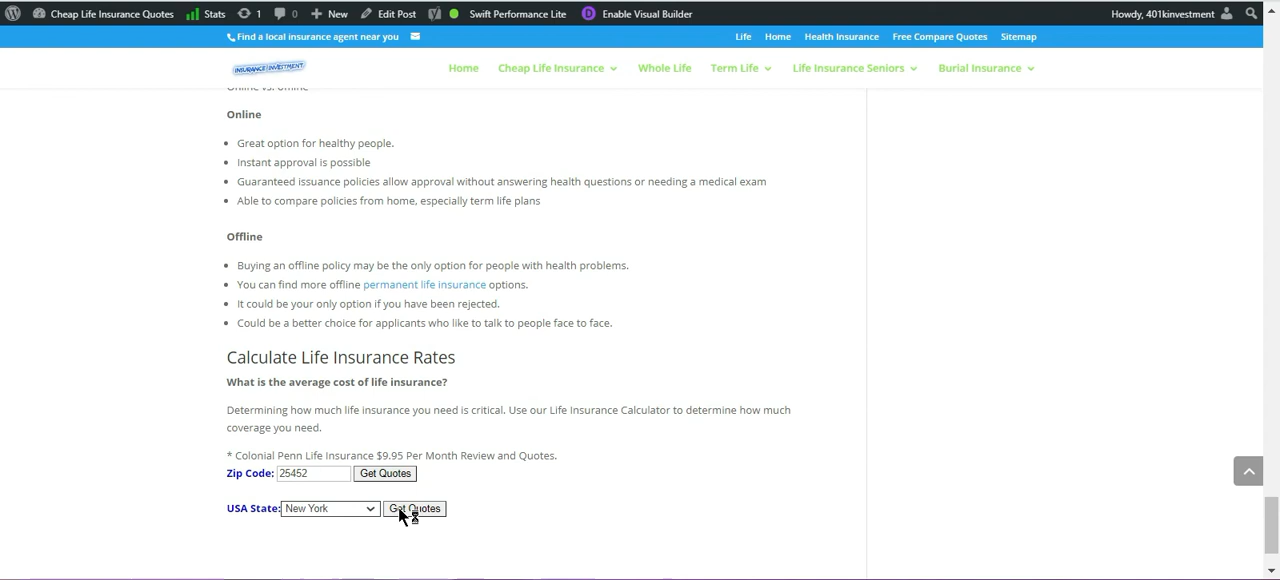 Cheap Life Insurance Quotes Stats 1 0 New Edit Post Swift Performance Lite D Enable Visual Builder Howdy, 401kinvestment
Find a local insurance agent near you Life Home Health Insurance Free Compare Quotes Sitemap
INSURANCE INVESTMENT Home Cheap Life Insurance Whole Life Term Life Life Insurance Seniors Burial Insurance
Online vs. offline
Online
Great option for healthy people.
Instant approval is possible
Guaranteed issuance policies allow approval without answering health questions or needing a medical exam
Able to compare policies from home, especially term life plans
Offline
Buying an offline policy may be the only option for people with health problems.
You can find more offline permanent life insurance options.
It could be your only option if you have been rejected.
Could be a better choice for applicants who like to talk to people face to face.
Calculate Life Insurance Rates
What is the average cost of life insurance?
Determining how much life insurance you need is critical. Use our Life Insurance Calculator to determine how much
coverage you need.
* Colonial Penn Life Insurance $9.95 Per Month Review and Quotes.
Zip Code: 25452 Get Quotes
USA State: New York Get Quotes